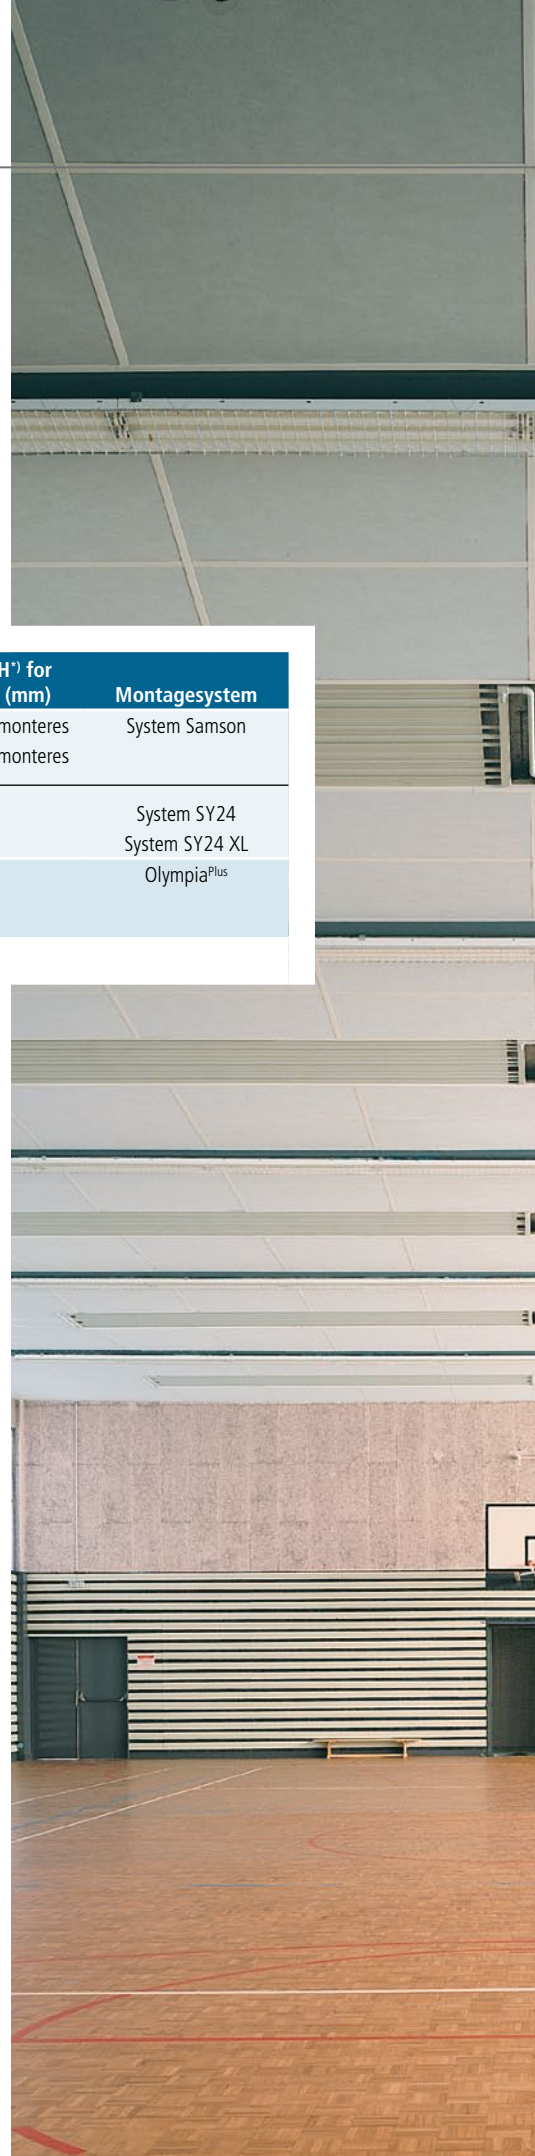 H*) for
(mm) Montagesystem
monteres System Samson
monteres
System SY24
System SY24 XL
OlympiaPlus